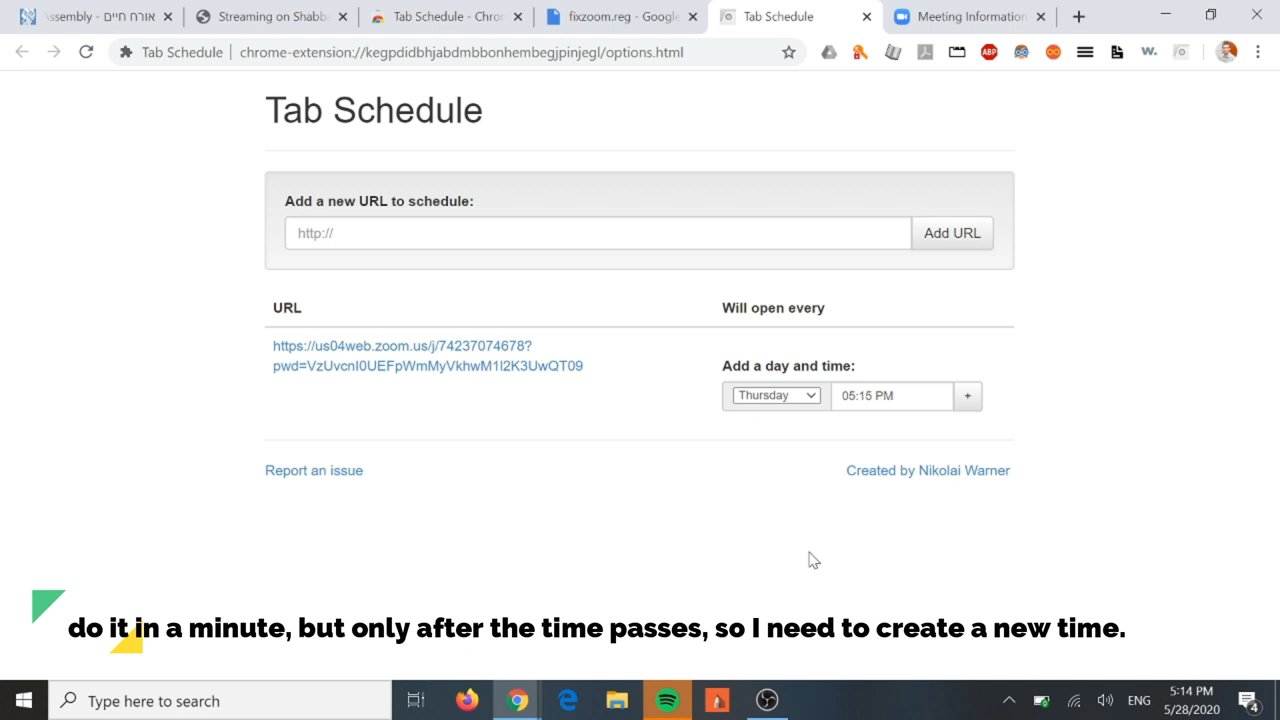 Assembly - אורח חיים
Streaming on Shabb
Tab Schedule - Chro
fixzoom.reg - Google
Tab Schedule
Meeting Information
Tab Schedule
chrome-extension://kegpdidbhjabdmbbonhembegjpinjegl/options.html
ABP
w.
Tab Schedule
Add a new URL to schedule:
http://
Add URL
URL
Will open every
https://us04web.zoom.us/j/74237074678?
pwd=VzUvcnI0UEFpWmMyVkhwM1l2K3UwQT09
Add a day and time:
Thursday
05:15 PM
+
Report an issue
Created by Nikolai Warner
do it in a minute, but only after the time passes, so I need to create a new time.
Type here to search
ENG
5:14 PM
5/28/2020
4